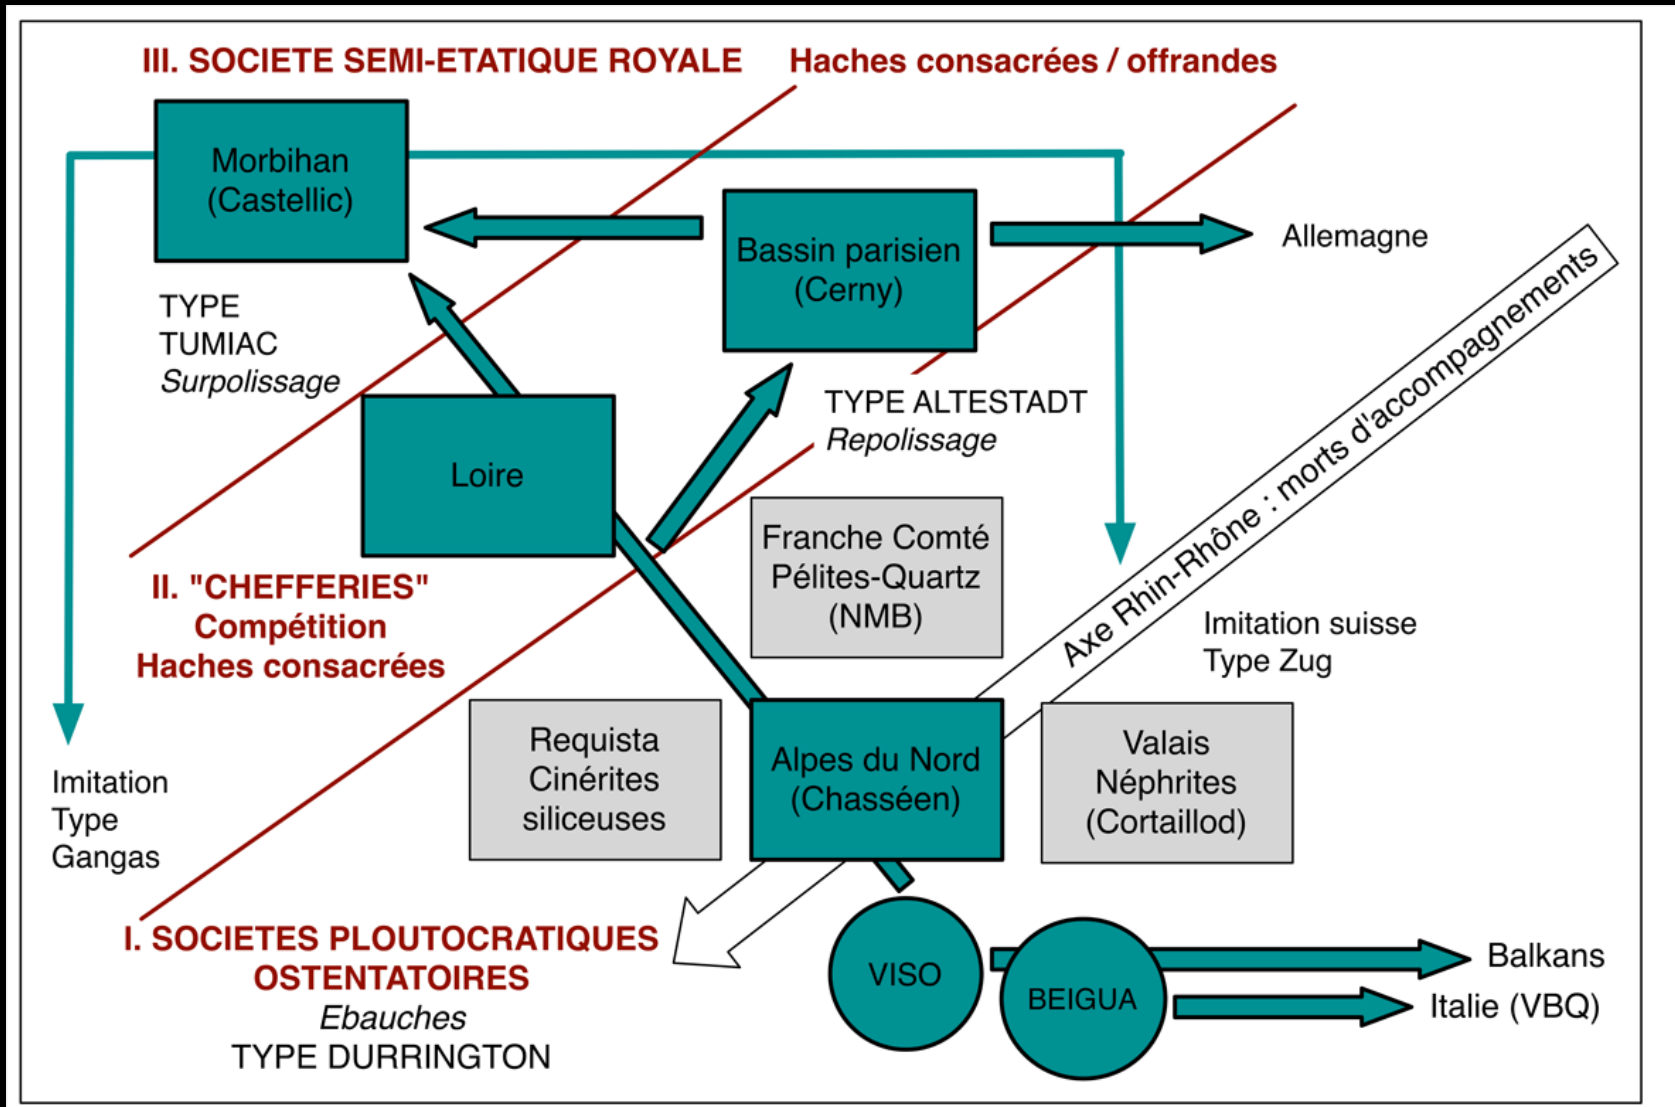 III. SOCIETE SEMI-ETATIQUE ROYALE
Haches consacrées / offrandes
Morbihan
(Castellic)
Bassin parisien
(Cerny)
Allemagne
TYPE
TUMIAC
Surpolissage
TYPE ALTESTADT
Repolissage
Loire
Axe Rhin-Rhône : morts d'accompagnements
Franche Comté
Pélites-Quartz
(NMB)
II. "CHEFFERIES"
Compétition
Haches consacrées
Imitation suisse
Type Zug
Requista
Cinérites
siliceuses
Alpes du Nord
(Chasséen)
Valais
Néphrites
(Cortaillod)
Imitation
Type
Gangas
I. SOCIETES PLOUTOCRATIQUES
OSTENTATOIRES
Ebauches
TYPE DURRINGTON
VISO
BEIGUA
Balkans
Italie (VBQ)